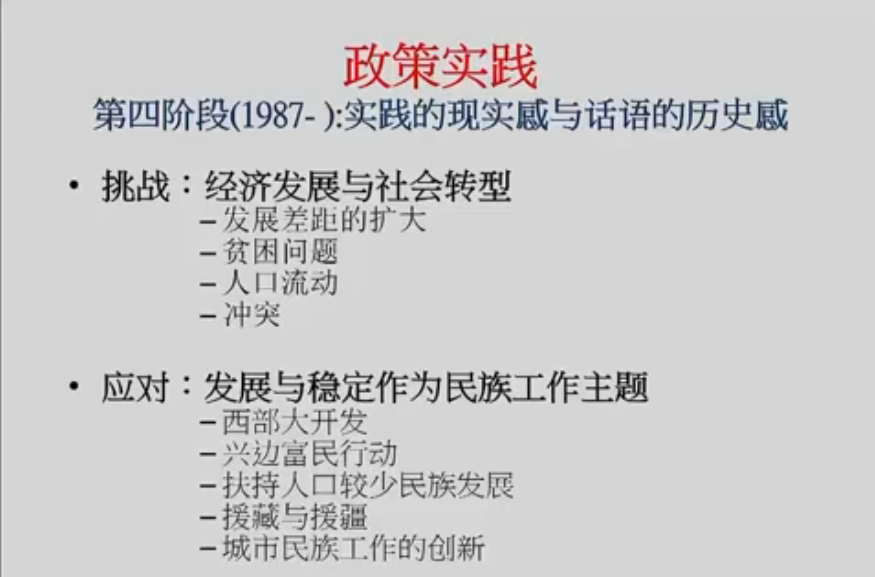 政策实践
第四阶段(1987- ):实践的现实感与话语的历史感
• 挑战：经济发展与社会转型
–发展差距的扩大
–贫困问题
–人口流动
–冲突
• 应对：发展与稳定作为民族工作主题
–西部大开发
–兴边富民行动
–扶持人口较少民族发展
–援藏与援疆
–城市民族工作的创新